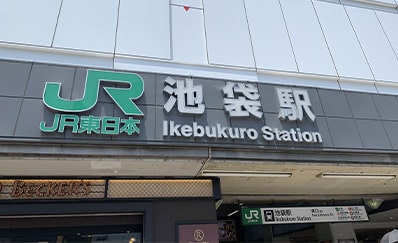 JR 池袋駅
JR東日本 Ikebukuro Station
BECKER'S
JR 池袋駅
Ikebukuro Station
R